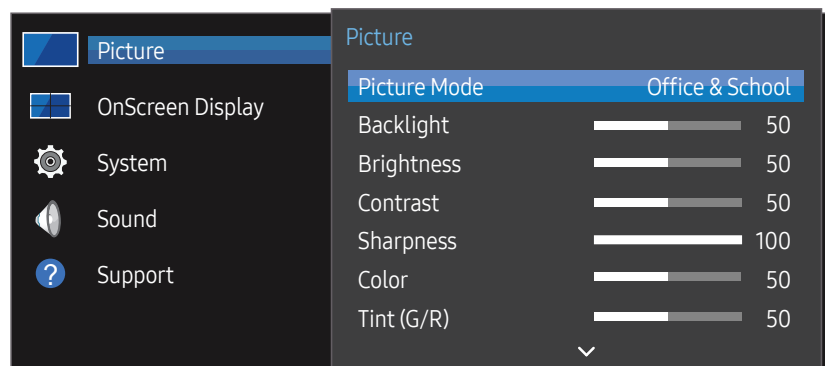 Picture
OnScreen Display
System
Sound
?
Support
Picture
Picture Mode Office & School
Backlight 50
Brightness 50
Contrast 50
Sharpness 100
Color 50
Tint (G/R) 50